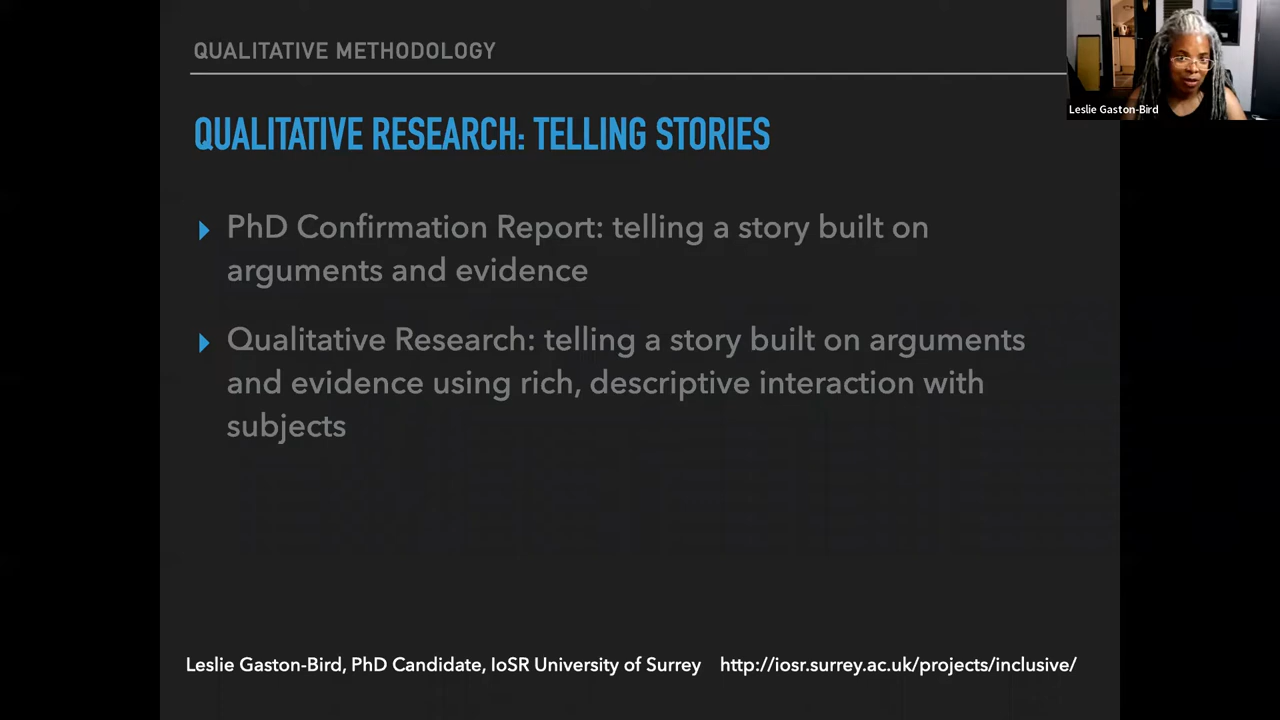 QUALITATIVE METHODOLOGY
Leslie Gaston-Bird
QUALITATIVE RESEARCH: TELLING STORIES
PhD Confirmation Report: telling a story built on
arguments and evidence
Qualitative Research: telling a story built on arguments
and evidence using rich, descriptive interaction with
subjects
Leslie Gaston-Bird, PhD Candidate, IoSR University of Surrey http://iosr.surrey.ac.uk/projects/inclusive/